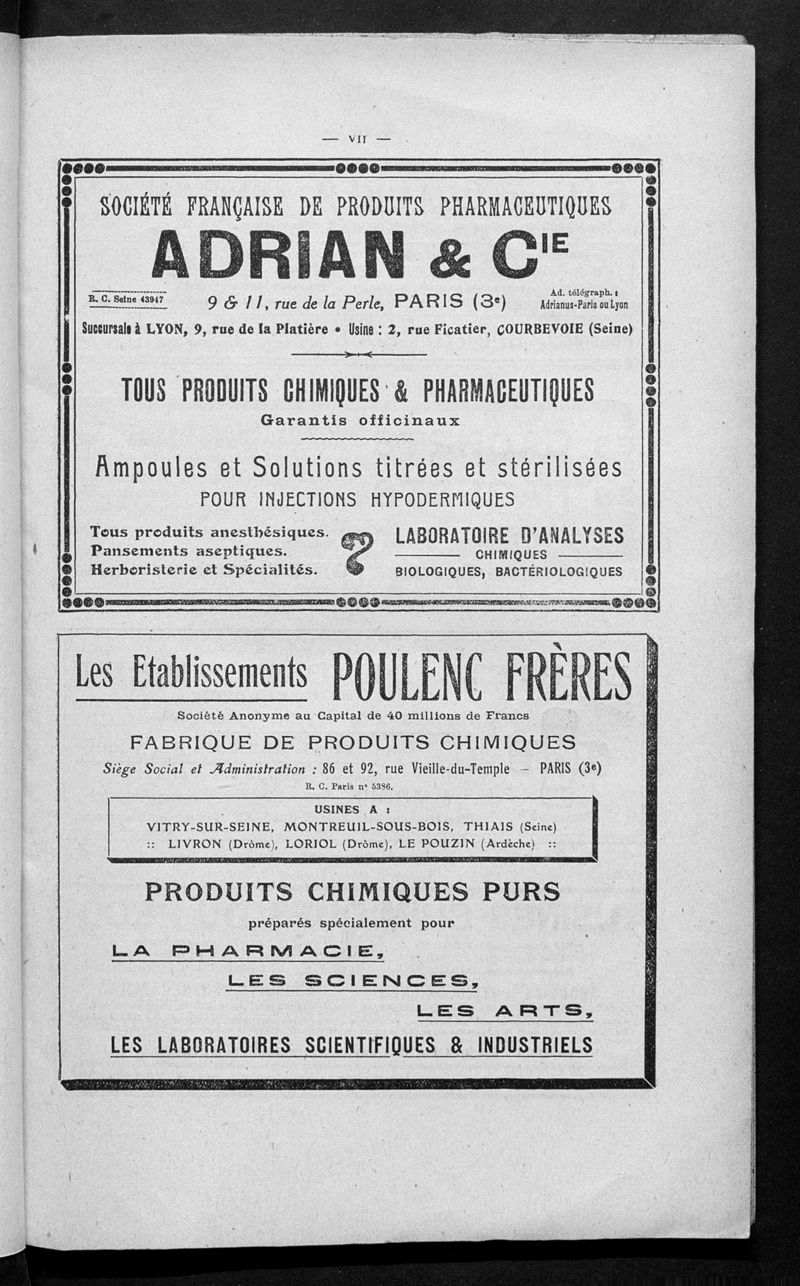 — VII —
SOCIÉTÉ FRANÇAISE DE PRODUITS PHARMACEUTIQUES
ADRIAN & CIE
R. C. Seine 43947
9 & 11, rue de la Perle, PARIS (3e)
Ad. télégraph. :
Adrianus-Paris ou Lyon
Succursale à LYON, 9, rue de la Platière • Usine : 2, rue Ficatier, COURBEVOIE (Seine)
TOUS PRODUITS CHIMIQUES & PHARMACEUTIQUES
Garantis officinaux
Ampoules et Solutions titrées et stérilisées
POUR INJECTIONS HYPODERMIQUES
Tous produits anesthésiques.
Pansements aseptiques.
Herboristerie et Spécialités.
LABORATOIRE D'ANALYSES
CHIMIQUES
BIOLOGIQUES, BACTÉRIOLOGIQUES
Les Etablissements POULENC FRÈRES
Société Anonyme au Capital de 40 millions de Francs
FABRIQUE DE PRODUITS CHIMIQUES
Siège Social et Administration : 86 et 92, rue Vieille-du-Temple — PARIS (3e)
R. C. Paris n° 5386.
USINES A :
VITRY-SUR-SEINE, MONTREUIL-SOUS-BOIS, THIAIS (Seine)
:: LIVRON (Drôme), LORIOL (Drôme), LE POUZIN (Ardèche) ::
PRODUITS CHIMIQUES PURS
préparés spécialement pour
LA PHARMACIE,
LES SCIENCES,
LES ARTS,
LES LABORATOIRES SCIENTIFIQUES & INDUSTRIELS